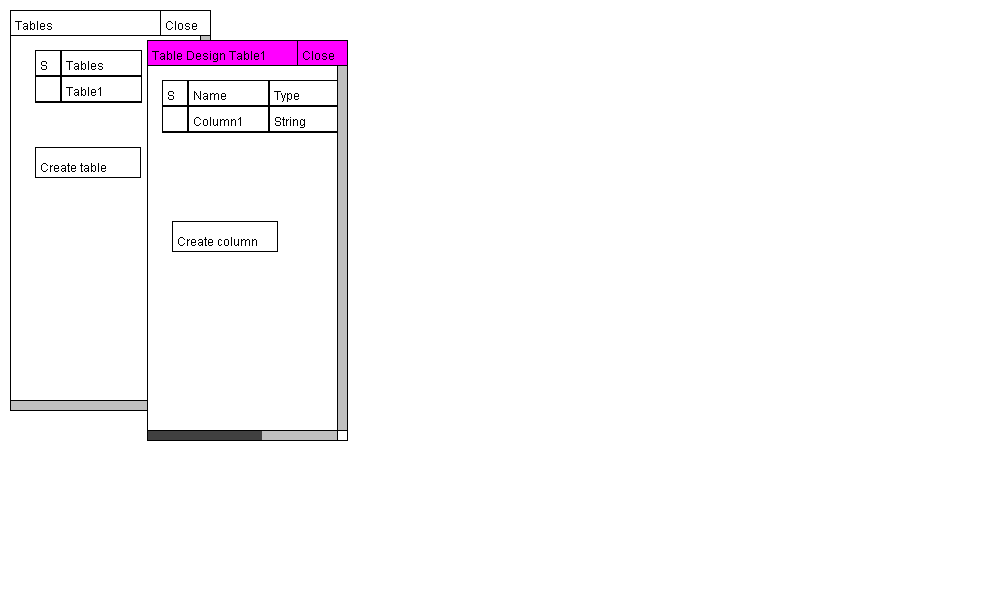 Tables Close
S Tables
Table1
Create table
Table Design Table1 Close
S Name Type
Column1 String
Create column